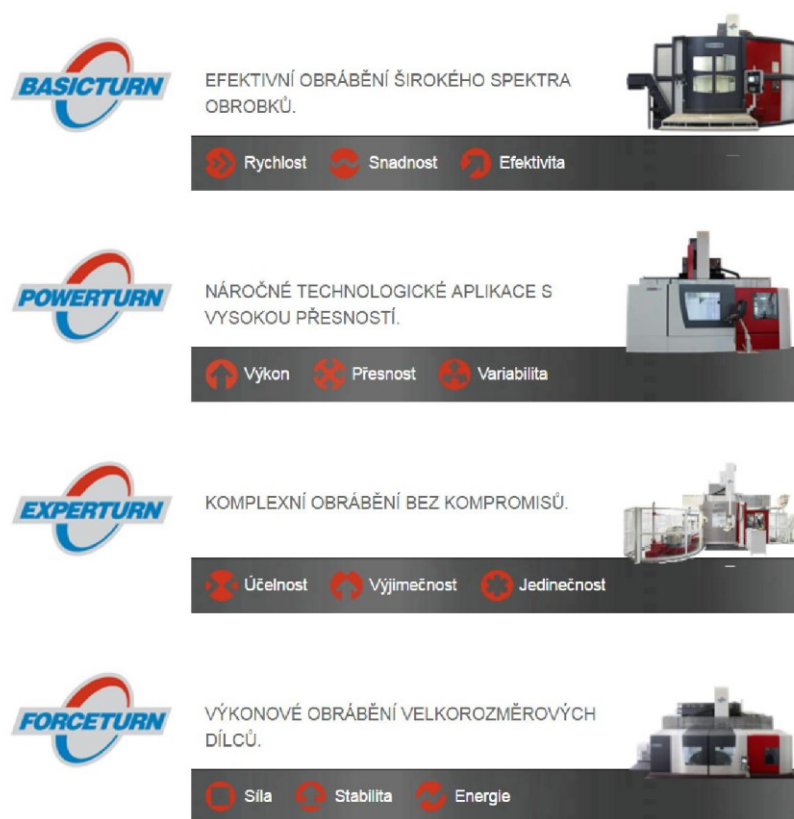 BASICTURN
EFEKTIVNÍ OBRÁBĚNÍ ŠIROKÉHO SPEKTRA
OBROBKŮ.
Rychlost Snadnost Efektivita
POWERTURN
NÁROČNÉ TECHNOLOGICKÉ APLIKACE S
VYSOKOU PŘESNOSTÍ.
Výkon Přesnost Variabilita
EXPERTURN
KOMPLEXNÍ OBRÁBĚNÍ BEZ KOMPROMISŮ.
Účelnost Výjimečnost Jedinečnost
FORCETURN
VÝKONOVÉ OBRÁBĚNÍ VELKOROZMĚROVÝCH
DÍLCŮ.
Síla Stabilita Energie